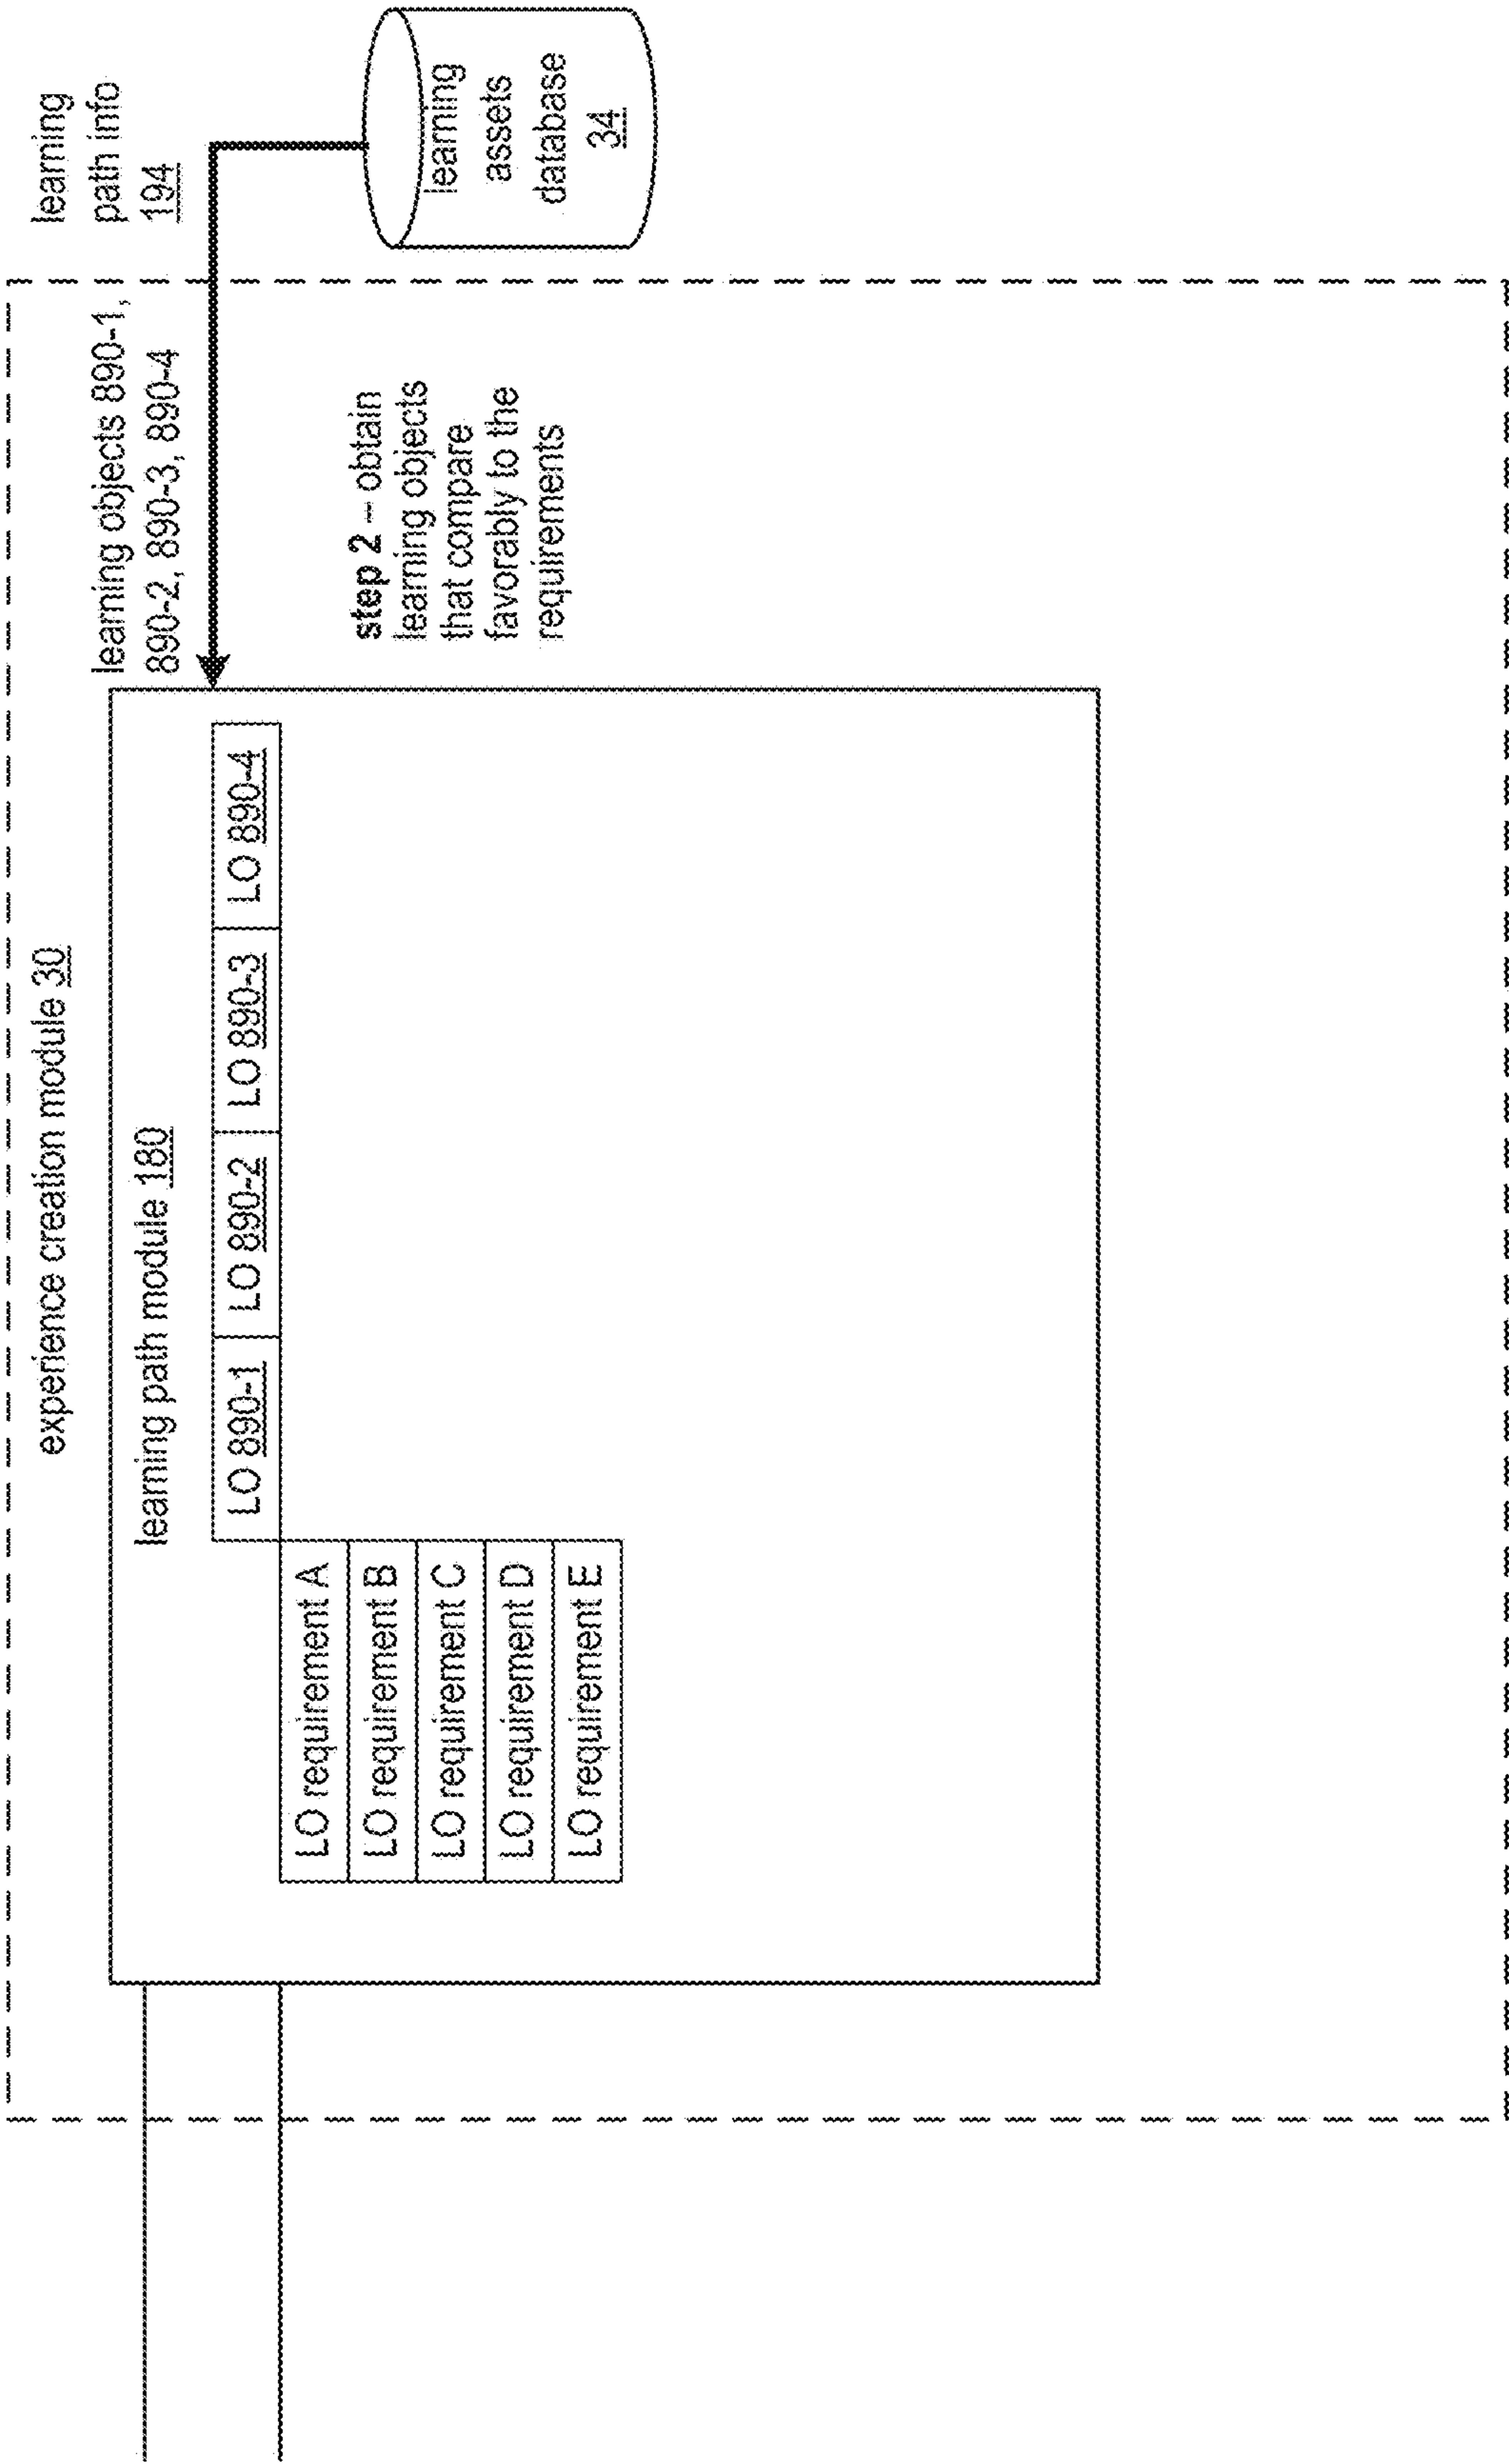 experience creation module 30
learning path module 180
LO 890-1
LO 890-2
LO 890-3
LO 890-4
LO requirement A
LO requirement B
LO requirement C
LO requirement D
LO requirement E
learning objects 890-1,
890-2, 890-3, 890-4
step 2 – obtain
learning objects
that compare
favorably to the
requirements
learning
path info
194
learning
assets
database
34